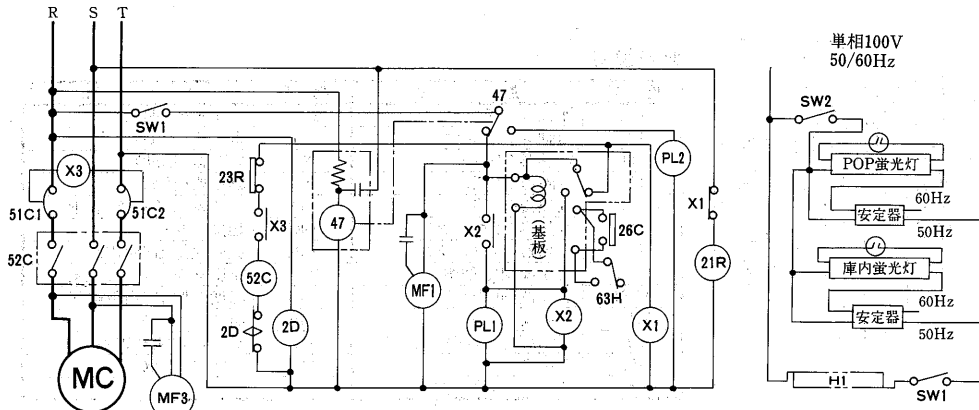 R S T
単相100V
50/60Hz
SW2
47
SW1
PL2
POP蛍光灯
X3
23R
60Hz
安定器
50Hz
51C1
51C2
X3
47
X2
(基板)
26C
X1
52C
52C
MF1
63H
21R
庫内蛍光灯
60Hz
安定器
50Hz
2D
2D
PL1
X2
X1
MC
MF3
H1
SW1